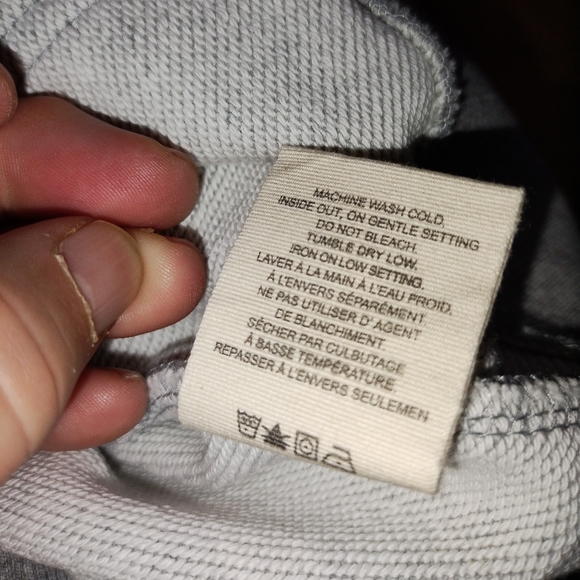 MACHINE WASH COLD,
INSIDE OUT, ON GENTLE SETTING
DO NOT BLEACH.
TUMBLE DRY LOW,
IRON ON LOW SETTING.
LAVER À LA MAIN À L'EAU FROID,
À L'ENVERS SÉPARÉMENT.
NE PAS UTILISER D'AGENT
DE BLANCHIMENT
SÉCHER PAR CULBUTAGE
À BASSE TEMPÉRATURE
REPASSER À L'ENVERS SEULEMEN